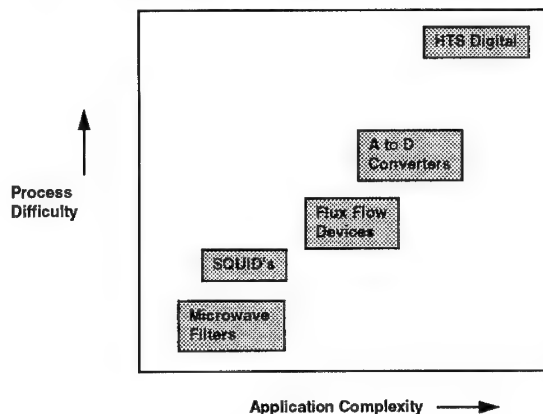 HTS Digital
A to D
Converters
Process
Difficulty
Flux Flow
Devices
SQUID's
Microwave
Filters
Application Complexity